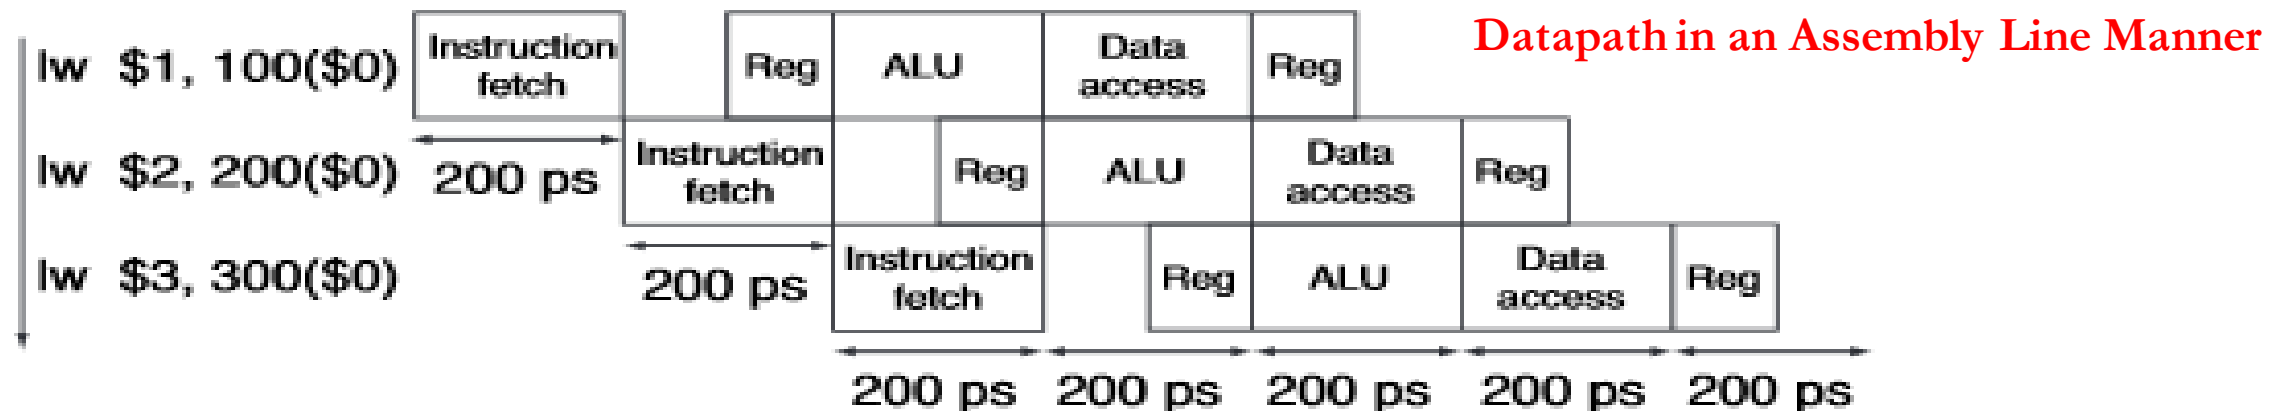 Datapath in an Assembly Line Manner
lw $1, 100($0) Instruction fetch Reg ALU Data access Reg
200 ps
lw $2, 200($0) Instruction fetch Reg ALU Data access Reg
200 ps
lw $3, 300($0) Instruction fetch Reg ALU Data access Reg
200 ps 200 ps 200 ps 200 ps 200 ps